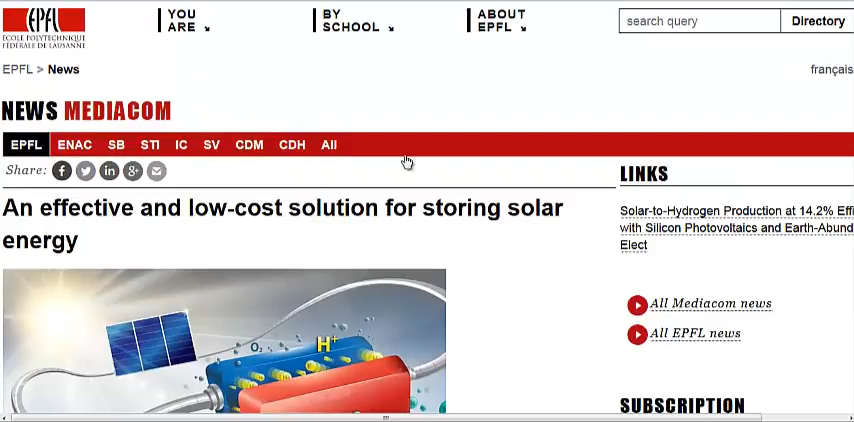 EPFL
ECOLE POLYTECHNIQUE
FÉDÉRALE DE LAUSANNE
YOU
ARE
BY
SCHOOL
ABOUT
EPFL
search query
Directory
EPFL > News
français
NEWS MEDIACOM
EPFL ENAC SB STI IC SV CDM CDH All
Share:
An effective and low-cost solution for storing solar
energy
O2
H+
LINKS
Solar-to-Hydrogen Production at 14.2% Effi
with Silicon Photovoltaics and Earth-Abund
Elect
All Mediacom news
All EPFL news
SUBSCRIPTION